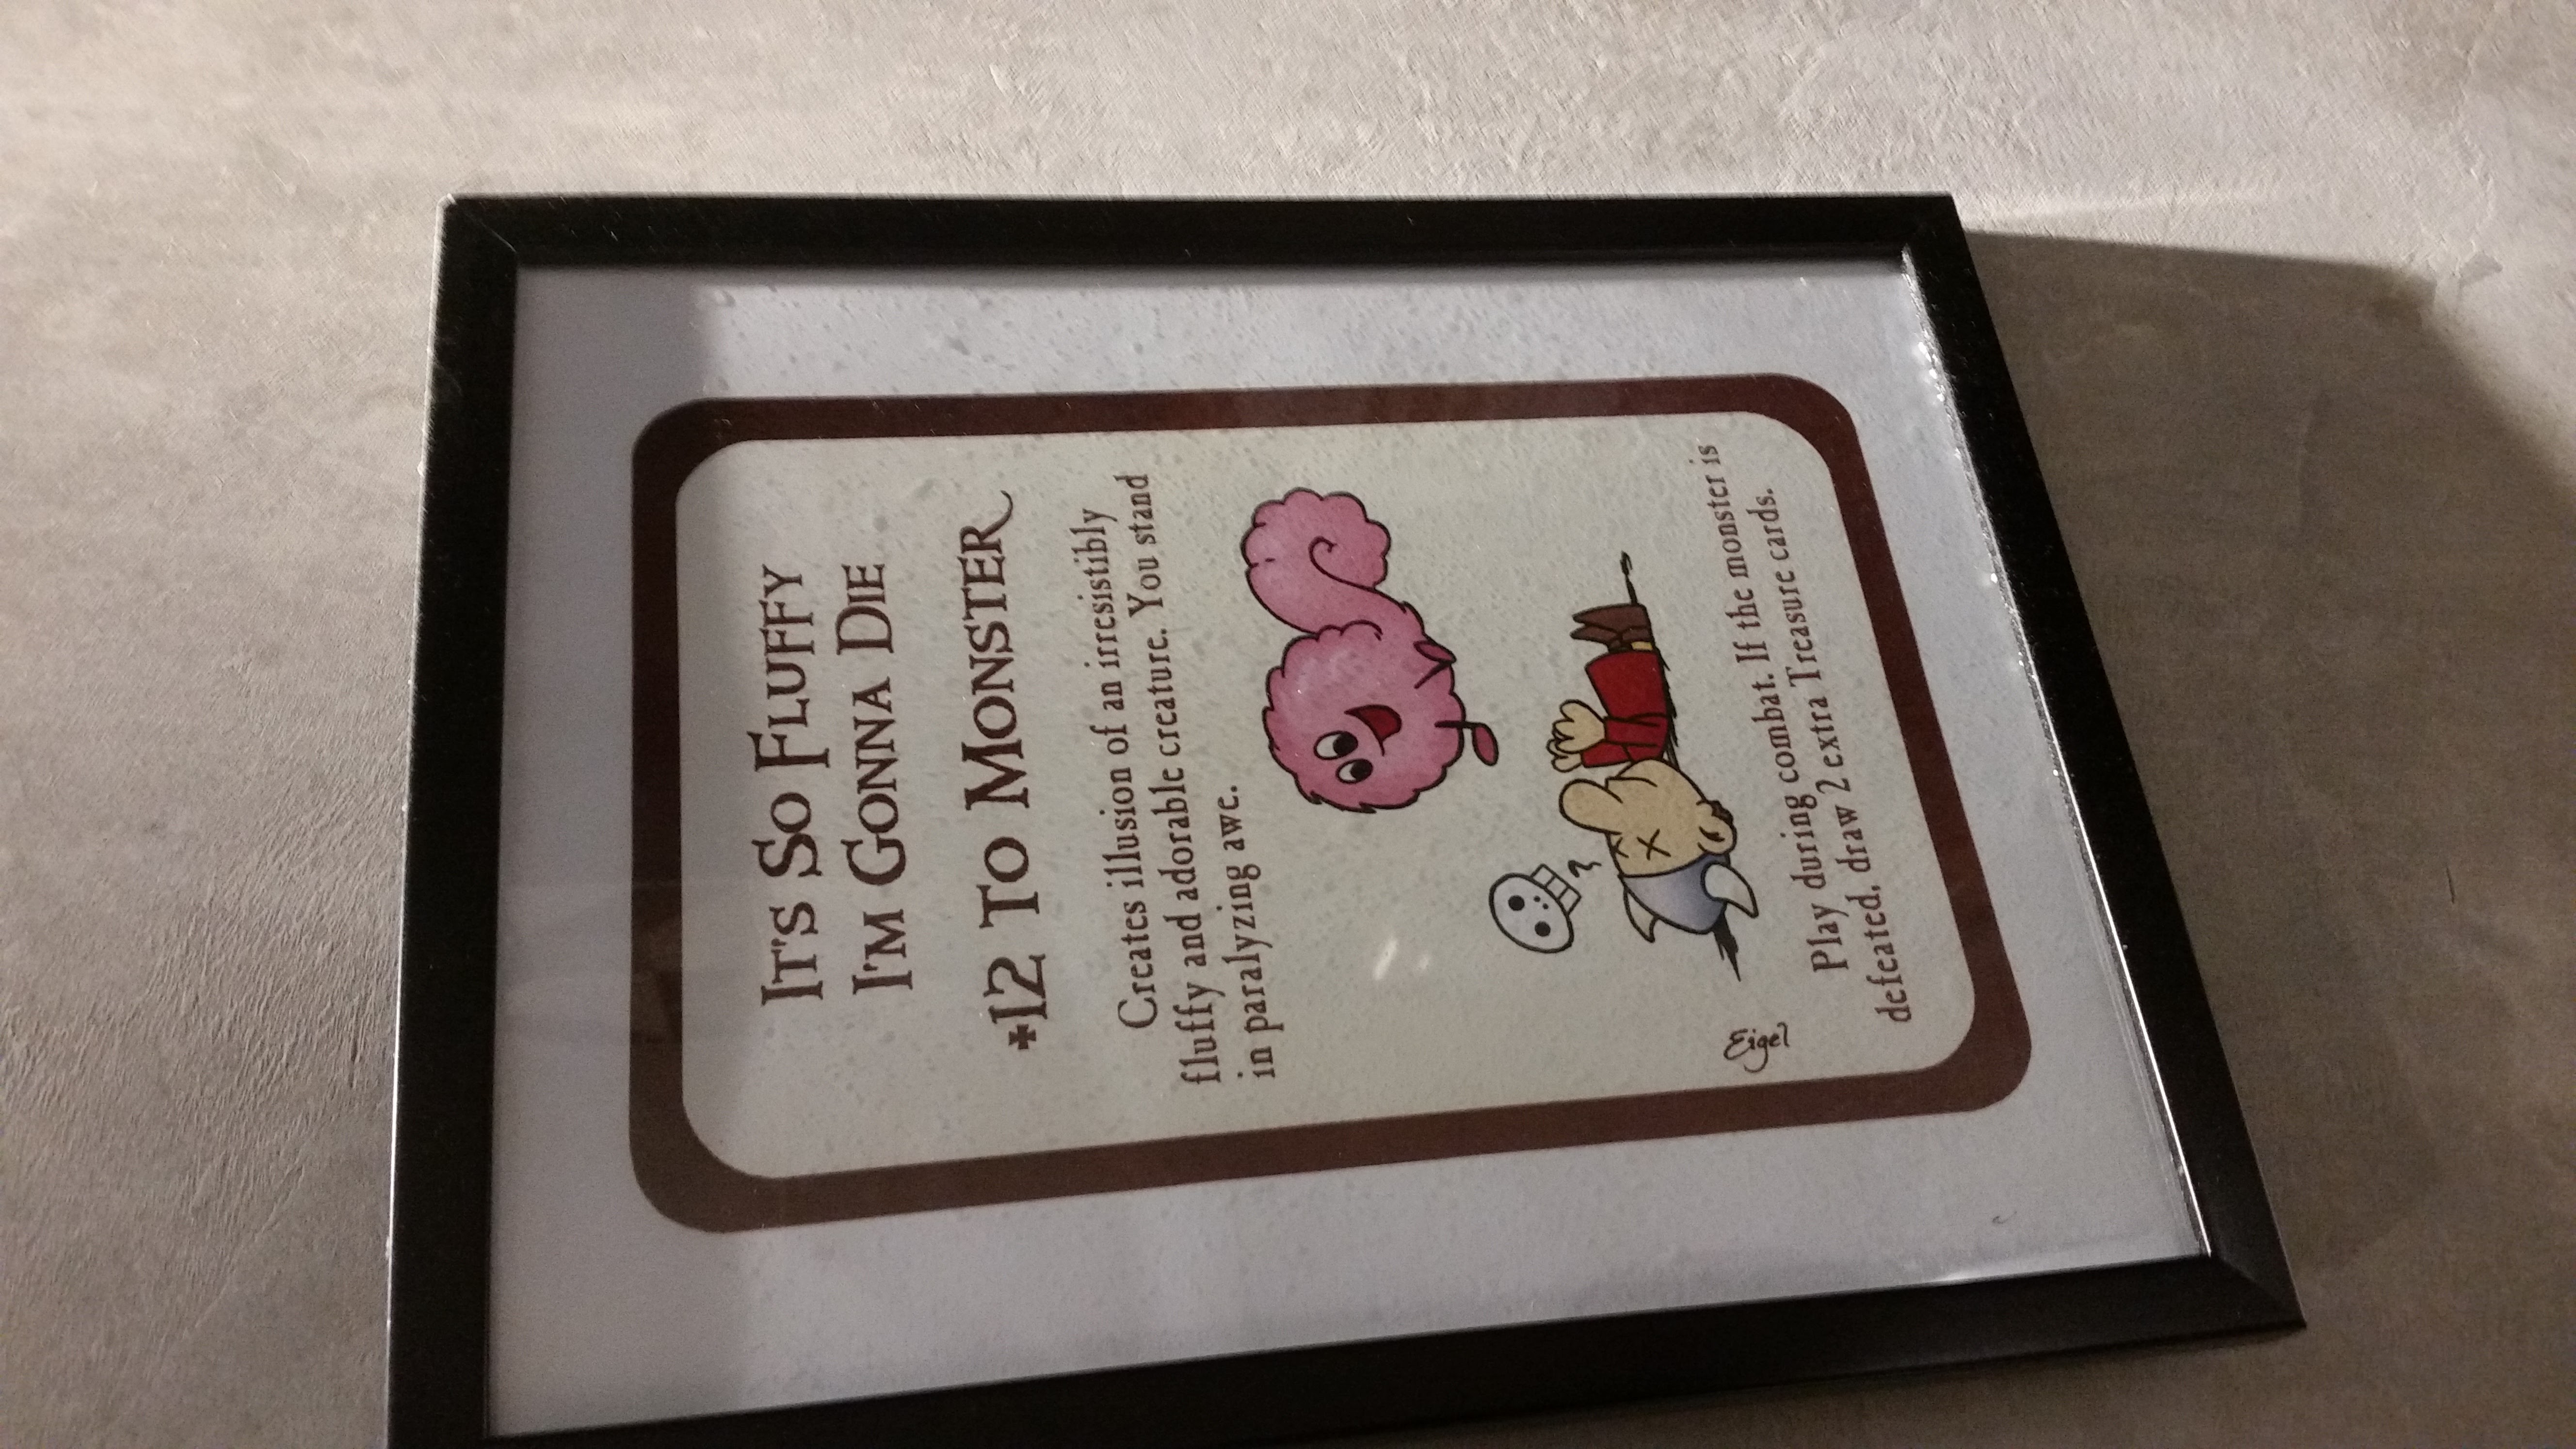 It's So Fluffy
I'm Gonna Die
+12 To Monster
Creates illusion of an irresistibly
fluffy and adorable creature. You stand
in paralyzing awe.
Eigel
Play during combat. If the monster is
defeated, draw 2 extra Treasure cards.